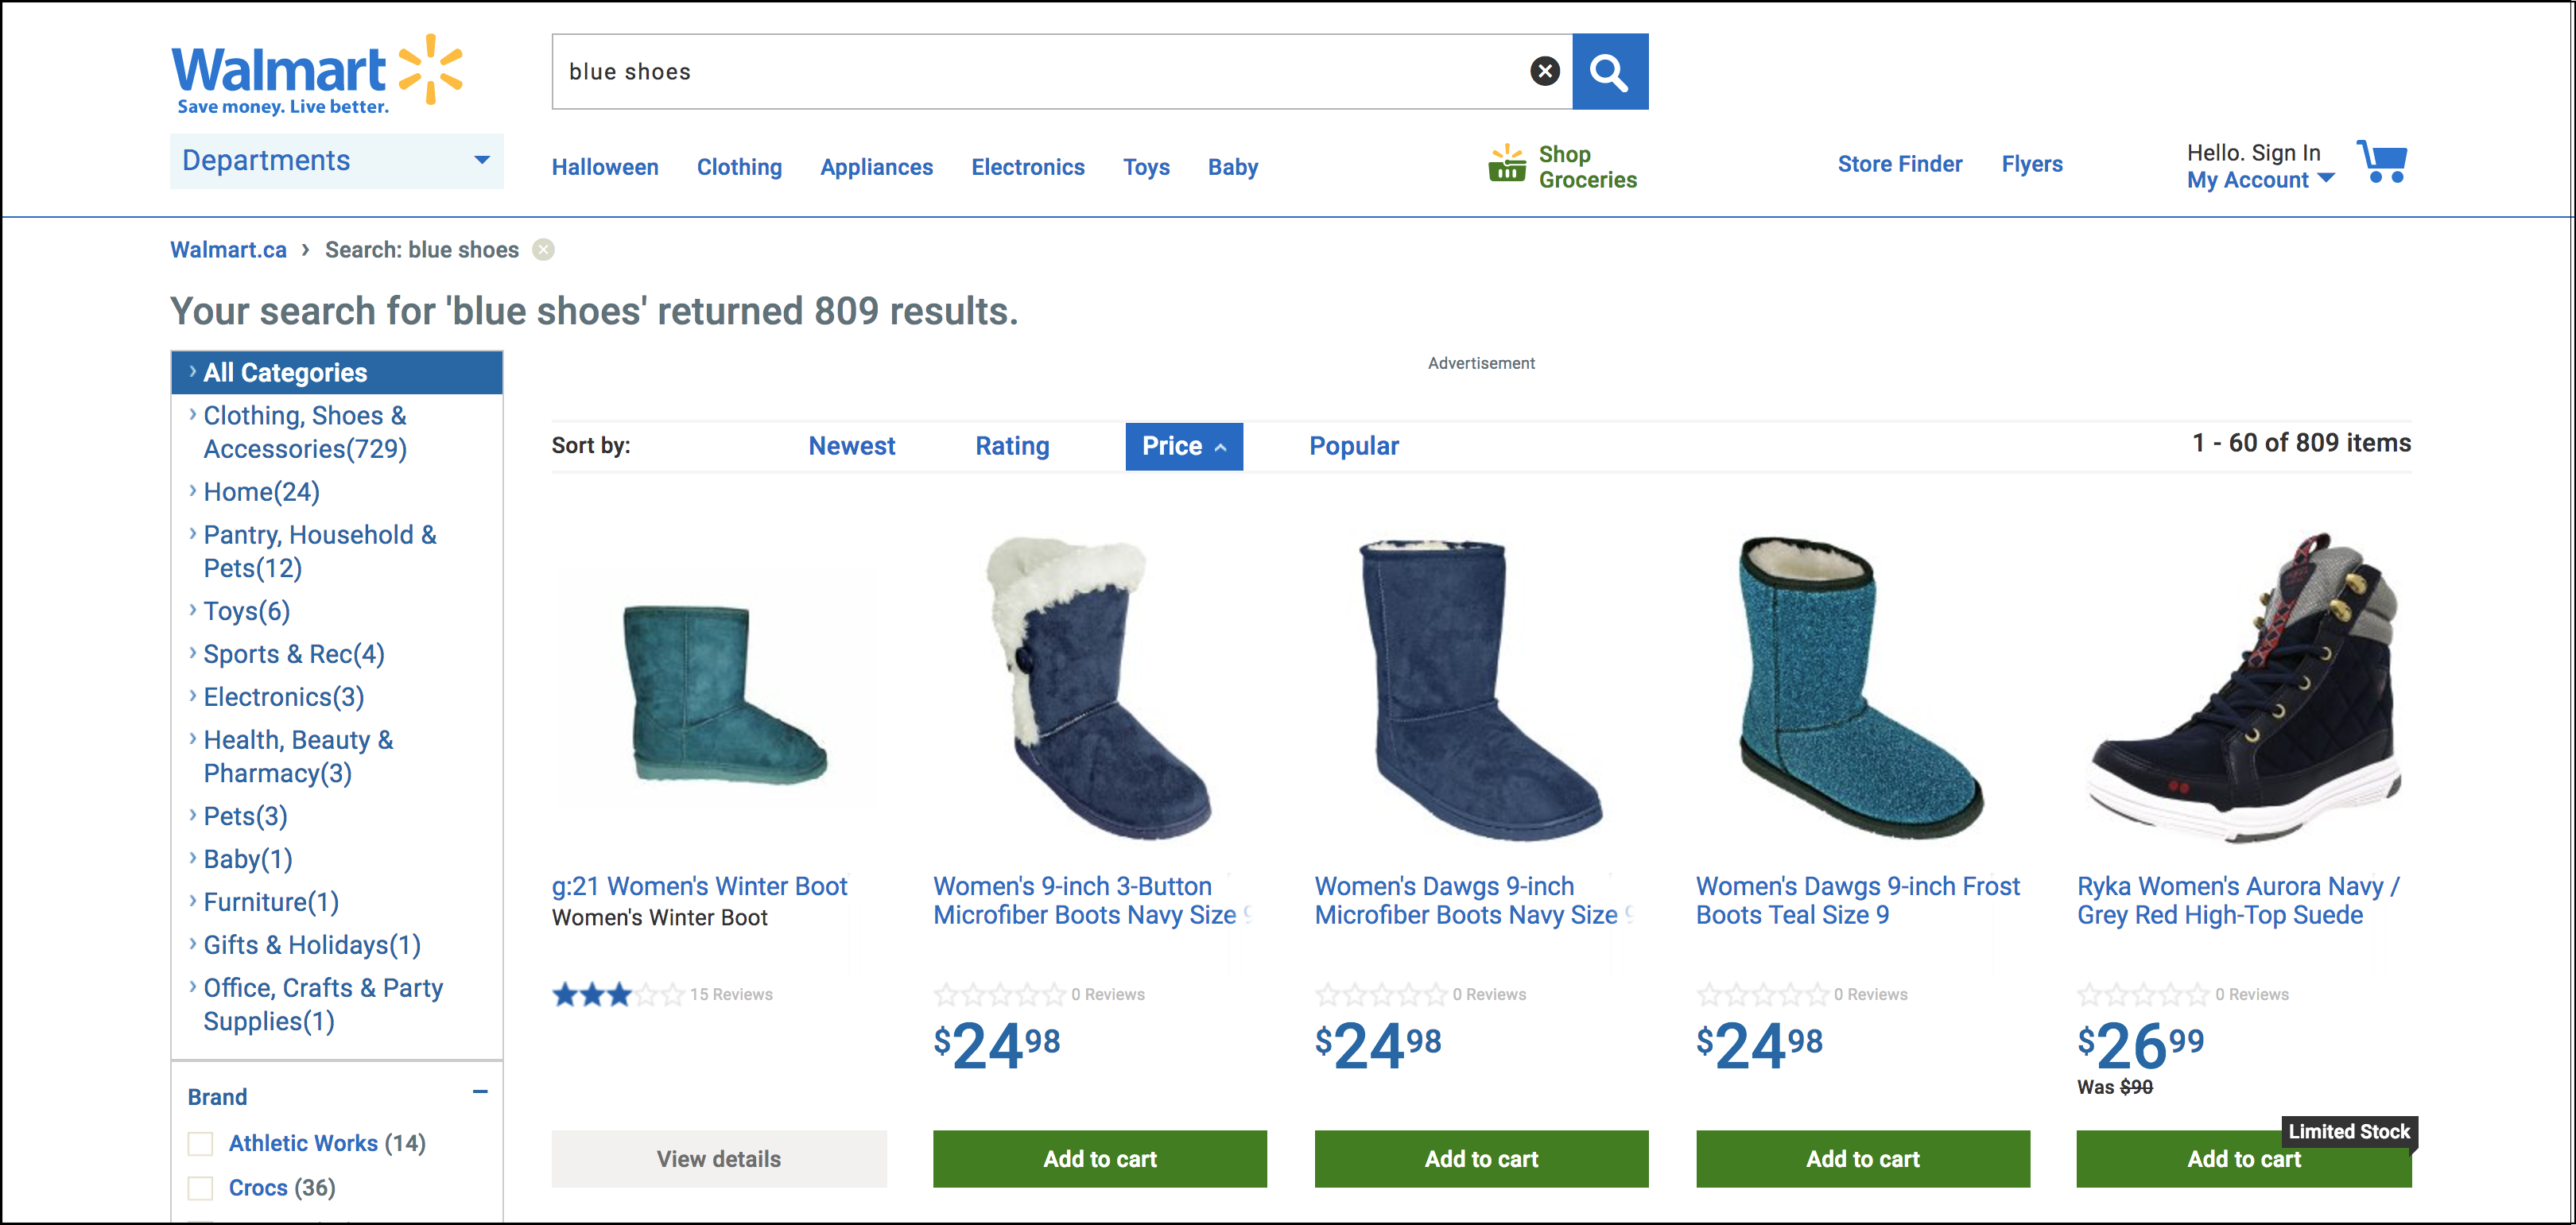 Walmart
Save money. Live better.
blue shoes
Departments
Halloween Clothing Appliances Electronics Toys Baby
Shop
Groceries
Store Finder Flyers
Hello. Sign In
My Account
Walmart.ca › Search: blue shoes
Your search for 'blue shoes' returned 809 results.
All Categories
Clothing, Shoes &
Accessories(729)
Home(24)
Pantry, Household &
Pets(12)
Toys(6)
Sports & Rec(4)
Electronics(3)
Health, Beauty &
Pharmacy(3)
Pets(3)
Baby(1)
Furniture(1)
Gifts & Holidays(1)
Office, Crafts & Party
Supplies(1)
Brand
Athletic Works (14)
Crocs (36)
Advertisement
Sort by: Newest Rating Price Popular
1 - 60 of 809 items
g:21 Women's Winter Boot
Women's Winter Boot
15 Reviews
View details
Women's 9-inch 3-Button
Microfiber Boots Navy Size
0 Reviews
$24 98
Add to cart
Women's Dawgs 9-inch
Microfiber Boots Navy Size
0 Reviews
$24 98
Add to cart
Women's Dawgs 9-inch Frost
Boots Teal Size 9
0 Reviews
$24 98
Add to cart
Ryka Women's Aurora Navy /
Grey Red High-Top Suede
0 Reviews
$26 99
Was $90
Limited Stock
Add to cart